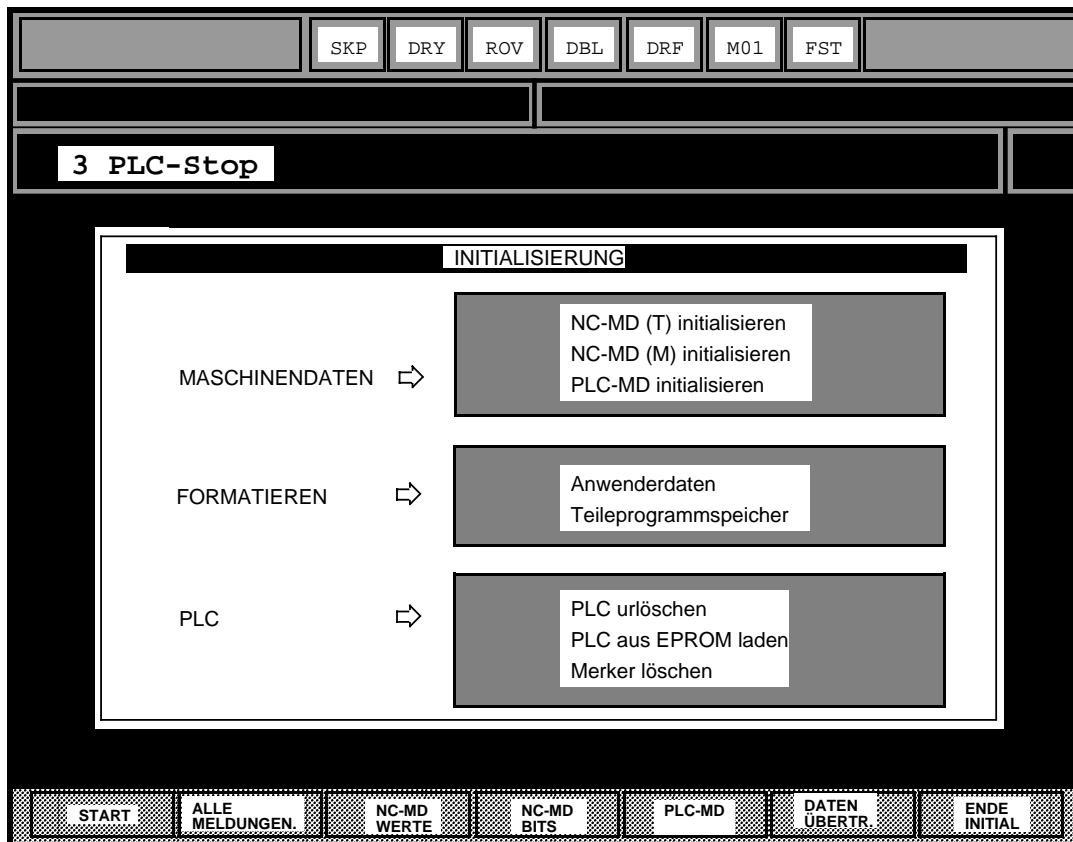 SKP DRY ROV DBL DRF M01 FST
3 PLC-Stop
INITIALISIERUNG
MASCHINENDATEN
NC-MD (T) initialisieren
NC-MD (M) initialisieren
PLC-MD initialisieren
FORMATIEREN
Anwenderdaten
Teileprogrammspeicher
PLC
PLC urlöschen
PLC aus EPROM laden
Merker löschen
START
ALLE
MELDUNGEN.
NC-MD
WERTE
NC-MD
BITS
PLC-MD
DATEN
ÜBERTR.
ENDE
INITIAL